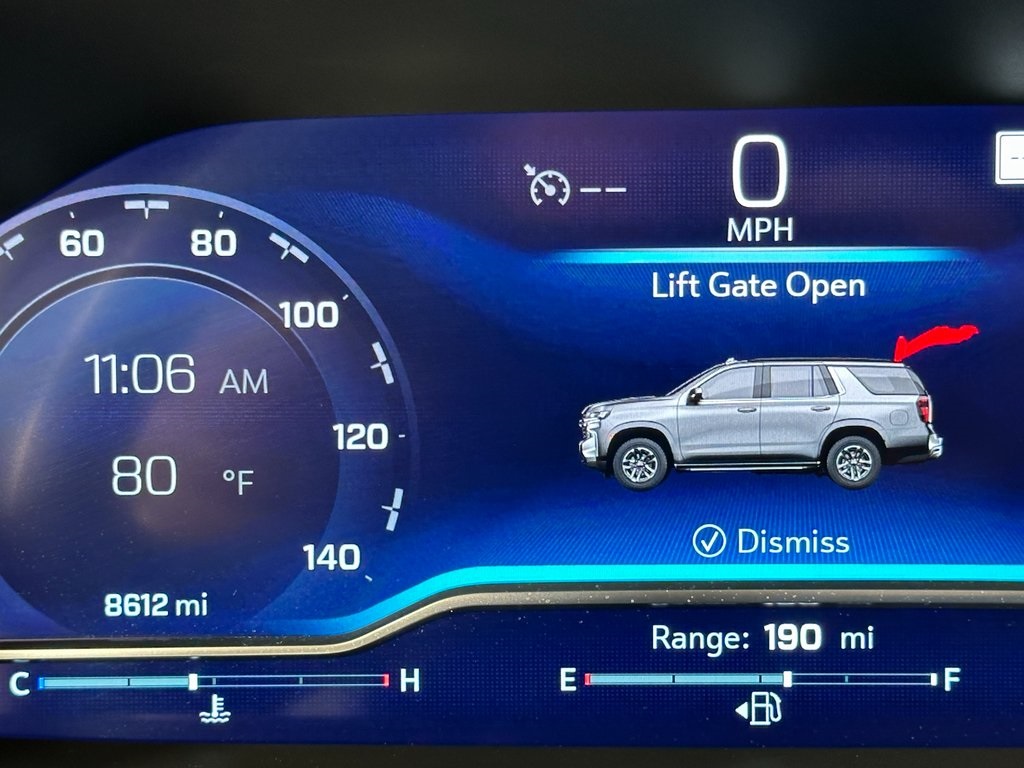 0
MPH
Lift Gate Open
60
80
100
120
140
11:06 AM
80 °F
8612 mi
Dismiss
Range: 190 mi
C
H
E
F